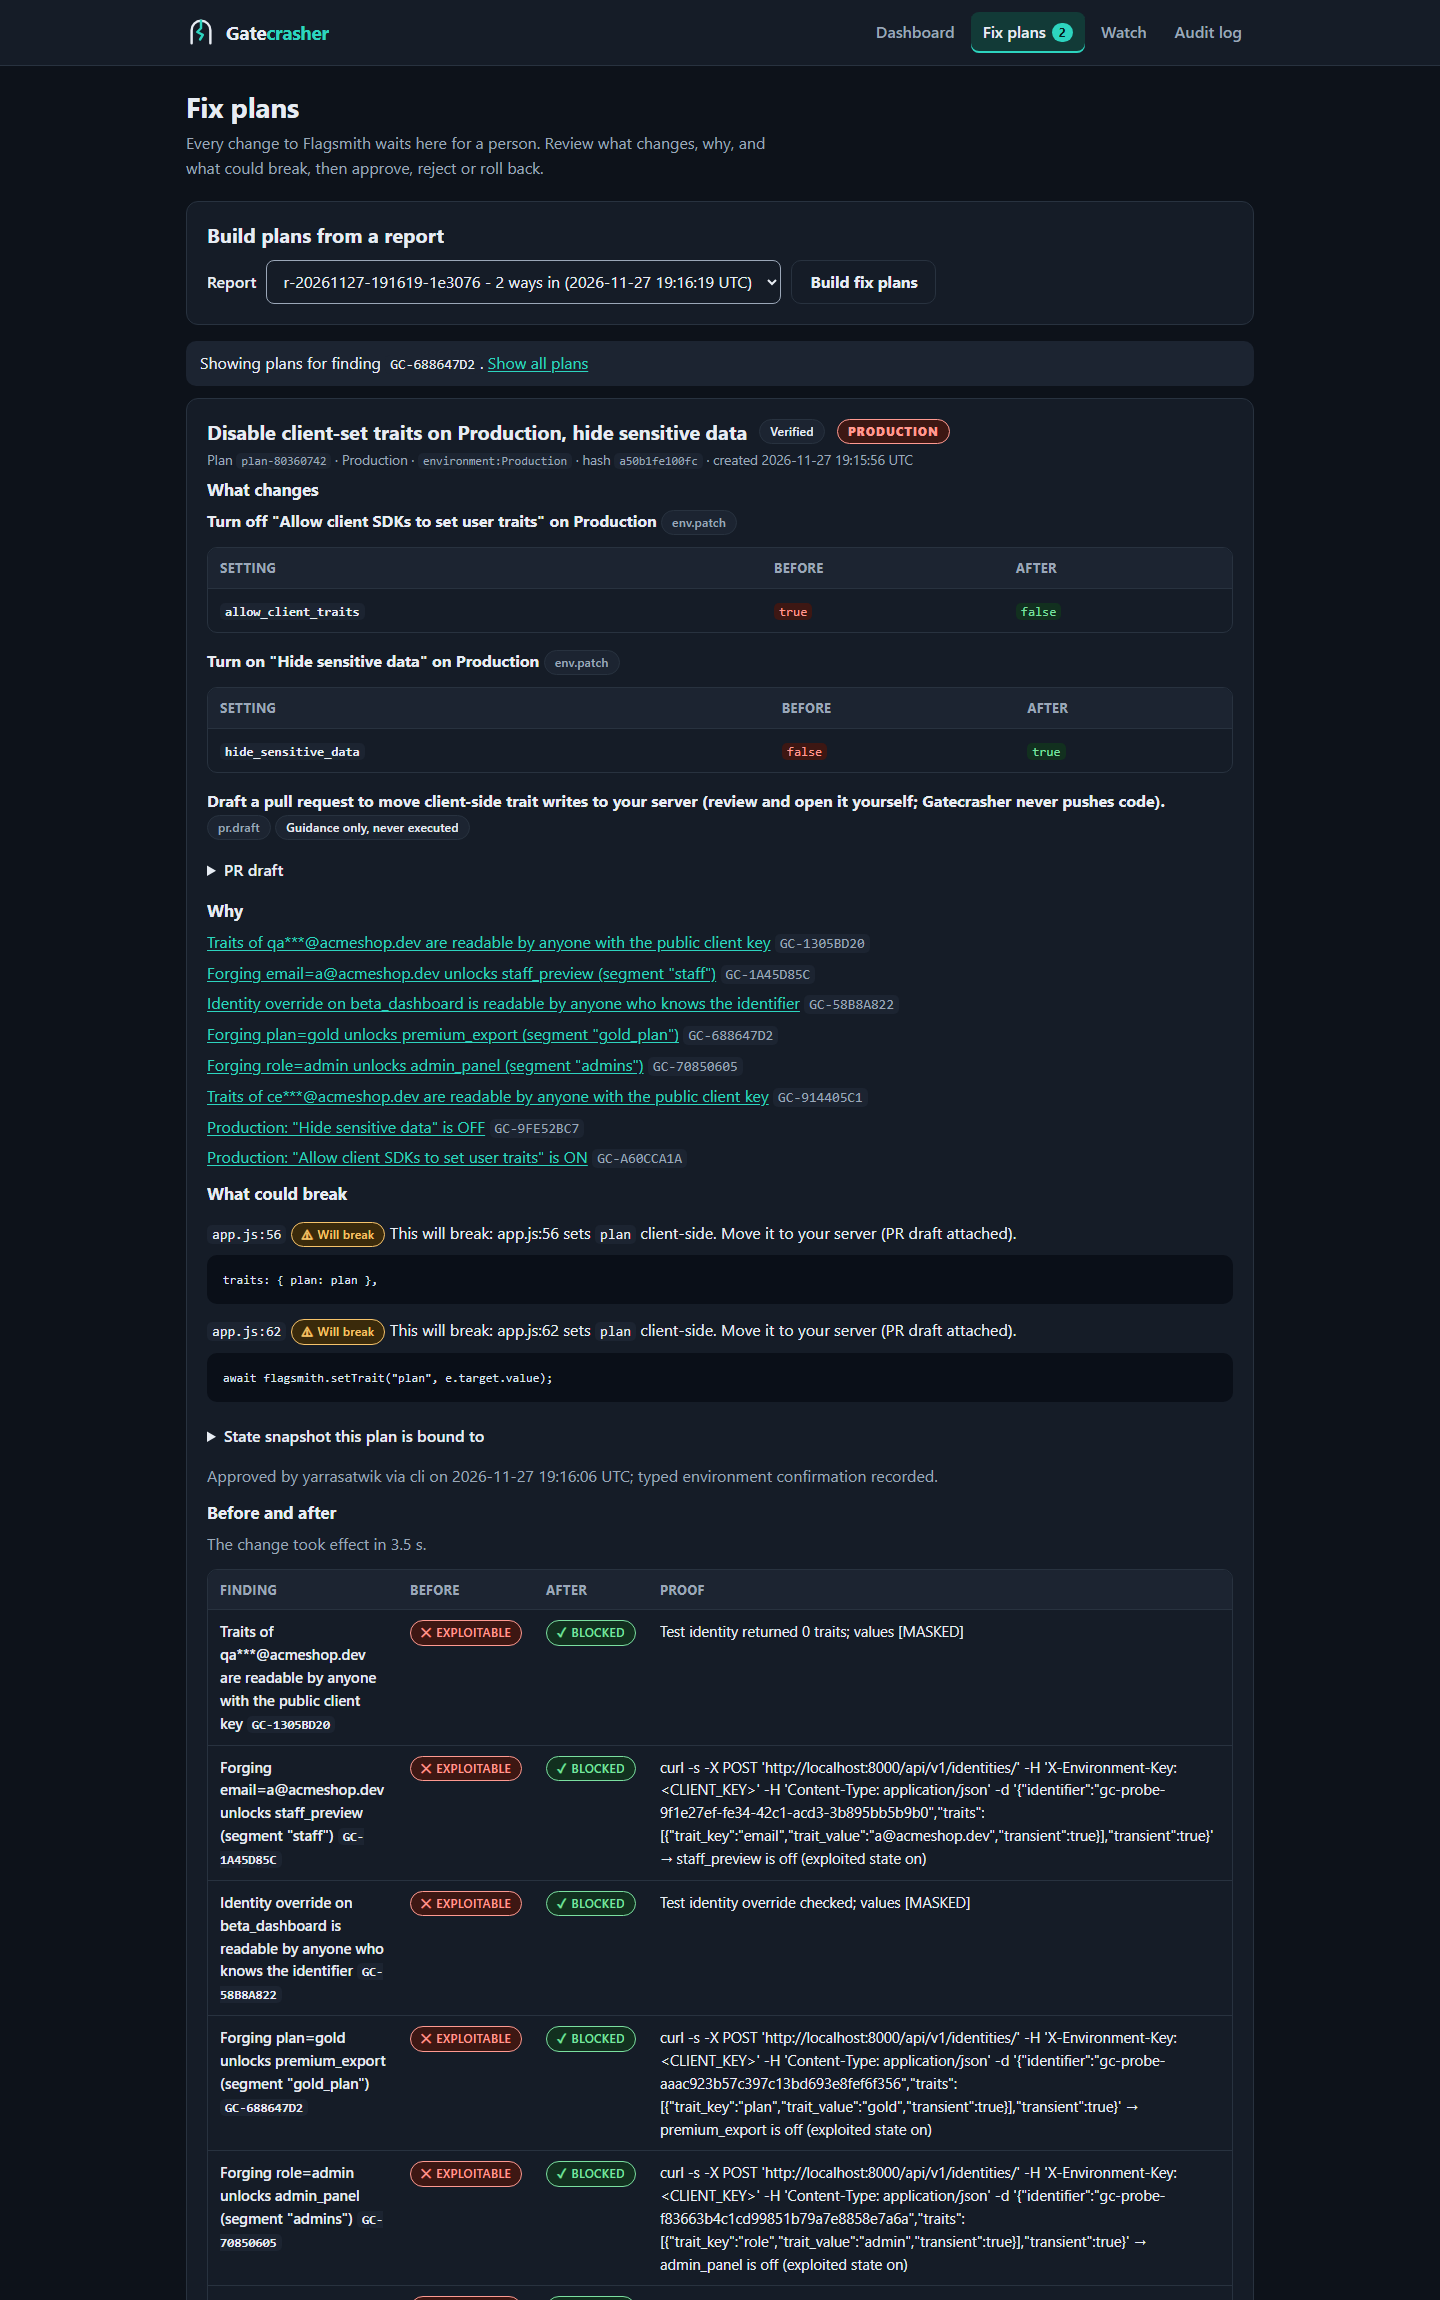 Gatecrasher
Dashboard
Fix plans 2
Watch
Audit log
Fix plans
Every change to Flagsmith waits here for a person. Review what changes, why, and
what could break, then approve, reject or roll back.
Build plans from a report
Report
r-20261127-191619-1e3076 - 2 ways in (2026-11-27 19:16:19 UTC)
Build fix plans
Showing plans for finding GC-688647D2 . Show all plans
Disable client-set traits on Production, hide sensitive data Verified PRODUCTION
Plan plan-80360742 · Production · environment:Production · hash a50b1fe100fc · created 2026-11-27 19:15:56 UTC
What changes
Turn off "Allow client SDKs to set user traits" on Production env.patch
SETTING BEFORE AFTER
allow_client_traits true false
Turn on "Hide sensitive data" on Production env.patch
SETTING BEFORE AFTER
hide_sensitive_data false true
Draft a pull request to move client-side trait writes to your server (review and open it yourself; Gatecrasher never pushes code).
pr.draft Guidance only, never executed
PR draft
Why
Traits of qa***@acmeshop.dev are readable by anyone with the public client key GC-1305BD20
Forging email=a@acmeshop.dev unlocks staff_preview (segment "staff") GC-1A45D85C
Identity override on beta_dashboard is readable by anyone who knows the identifier GC-58B8A822
Forging plan=gold unlocks premium_export (segment "gold_plan") GC-688647D2
Forging role=admin unlocks admin_panel (segment "admins") GC-70850605
Traits of ce***@acmeshop.dev are readable by anyone with the public client key GC-914405C1
Production: "Hide sensitive data" is OFF GC-9FE52BC7
Production: "Allow client SDKs to set user traits" is ON GC-A60CCA1A
What could break
app.js:56 ⚠ Will break This will break: app.js:56 sets plan client-side. Move it to your server (PR draft attached).
traits: { plan: plan },
app.js:62 ⚠ Will break This will break: app.js:62 sets plan client-side. Move it to your server (PR draft attached).
await flagsmith.setTrait("plan", e.target.value);
State snapshot this plan is bound to
Approved by yarrasatwik via cli on 2026-11-27 19:16:06 UTC; typed environment confirmation recorded.
Before and after
The change took effect in 3.5 s.
FINDING BEFORE AFTER PROOF
Traits of
qa***@acmeshop.dev
are readable by anyone
with the public client
key GC-1305BD20
✕ EXPLOITABLE
✓ BLOCKED
Test identity returned 0 traits; values [MASKED]
Forging
email=a@acmeshop.dev
unlocks staff_preview
(segment "staff") GC-
1A45D85C
✕ EXPLOITABLE
✓ BLOCKED
curl -s -X POST 'http://localhost:8000/api/v1/identities/' -H 'X-Environment-Key:
<CLIENT_KEY>' -H 'Content-Type: application/json' -d '{"identifier":"gc-probe-
9f1e27ef-fe34-42c1-acd3-3b895bb5b9b0","traits":
[{"trait_key":"email","trait_value":"a@acmeshop.dev","transient":true}],"transient":true}'
→ staff_preview is off (exploited state on)
Identity override on
beta_dashboard is
readable by anyone who
knows the identifier GC-
58B8A822
✕ EXPLOITABLE
✓ BLOCKED
Test identity override checked; values [MASKED]
Forging plan=gold
unlocks premium_export
(segment "gold_plan")
GC-688647D2
✕ EXPLOITABLE
✓ BLOCKED
curl -s -X POST 'http://localhost:8000/api/v1/identities/' -H 'X-Environment-Key:
<CLIENT_KEY>' -H 'Content-Type: application/json' -d '{"identifier":"gc-probe-
aaac923b57c397c13bd693e8fef6f356","traits":
[{"trait_key":"plan","trait_value":"gold","transient":true}],"transient":true}' →
premium_export is off (exploited state on)
Forging role=admin
unlocks admin_panel
(segment "admins") GC-
70850605
✕ EXPLOITABLE
✓ BLOCKED
curl -s -X POST 'http://localhost:8000/api/v1/identities/' -H 'X-Environment-Key:
<CLIENT_KEY>' -H 'Content-Type: application/json' -d '{"identifier":"gc-probe-
f83663b4c1cd99851b79a7e8858e7a6a","traits":
[{"trait_key":"role","trait_value":"admin","transient":true}],"transient":true}' →
admin_panel is off (exploited state on)